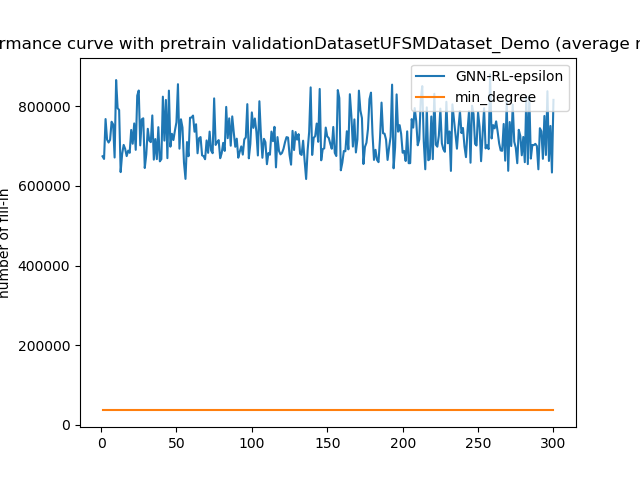 rmance curve with pretrain validationDatasetUFSMDataset_Demo (average
GNN-RL-epsilon
min_degree
number of fill-in
800000
600000
400000
200000
0
0 50 100 150 200 250 300